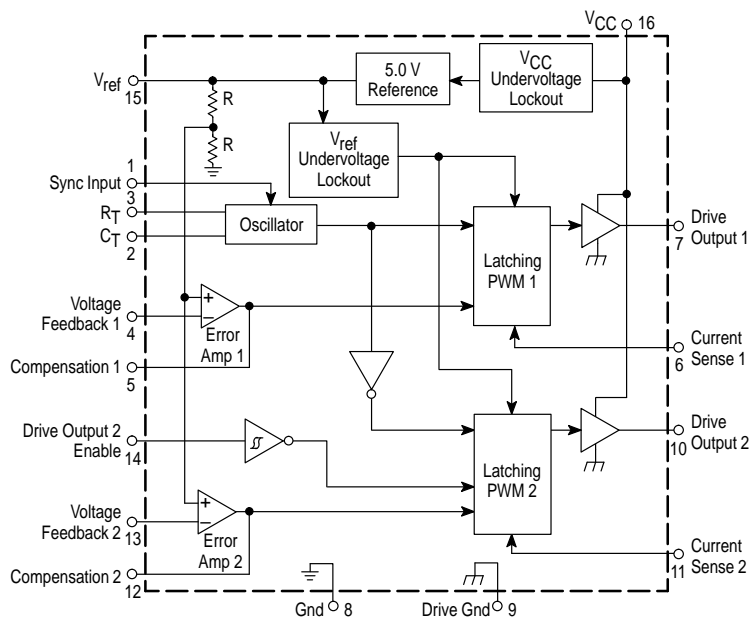 VCC 16
5.0 V
Reference
VCC
Undervoltage
Lockout
Vref
15
R
R
Vref
Undervoltage
Lockout
1
Sync Input
3
RT
CT
2
Oscillator
Latching
PWM 1
Drive
Output 1
7
Voltage
Feedback 1
4
+
–
Error
Amp 1
Compensation 1
5
Current
Sense 1
6
Drive Output 2
Enable
14
Latching
PWM 2
Drive
Output 2
10
Voltage
Feedback 2
13
+
–
Error
Amp 2
Compensation 2
12
Current
Sense 2
11
Gnd 8
Drive Gnd 9